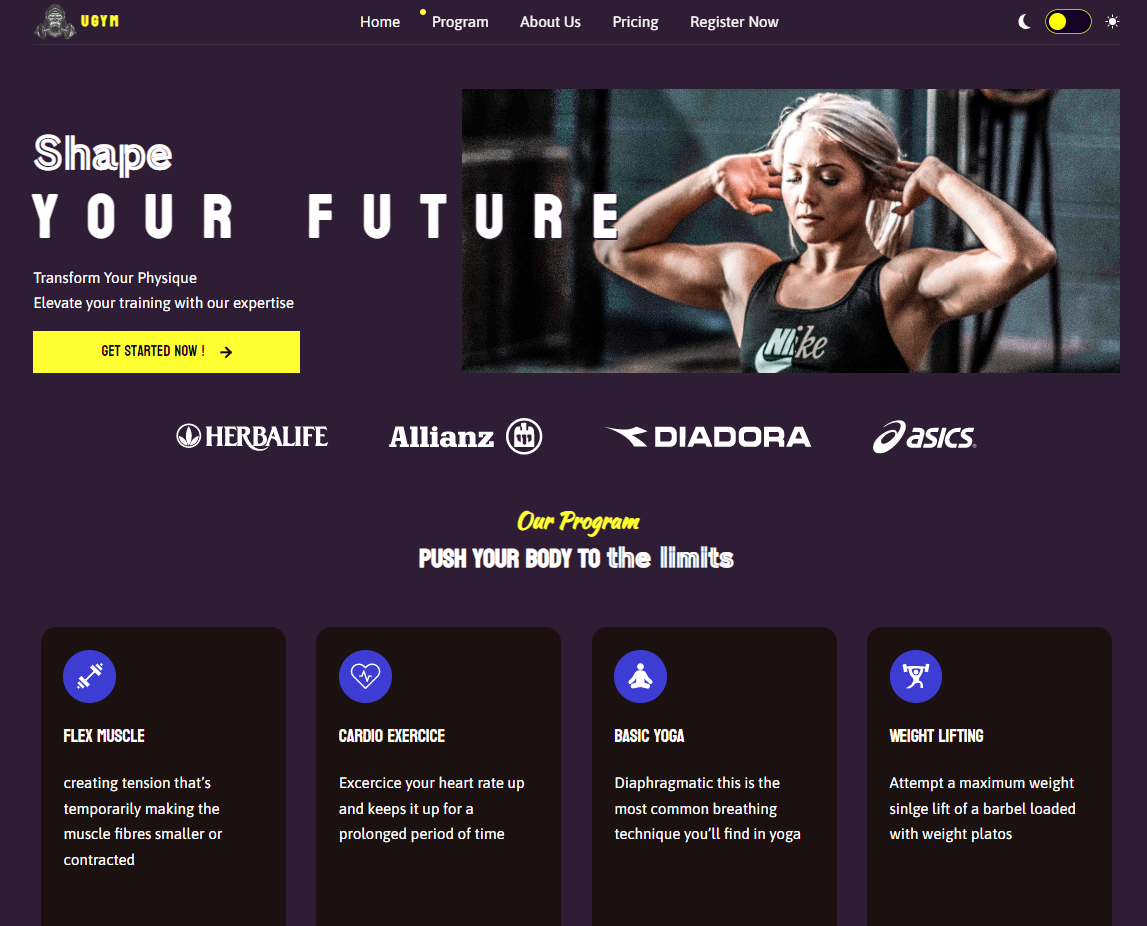 UGYM
Home Program About Us Pricing Register Now
Shape
YOUR FUTURE
Transform Your Physique
Elevate your training with our expertise
GET STARTED NOW !
Nike
HERBALIFE Allianz DIADORA asics
Our Program
PUSH YOUR BODY TO the limits
FLEX MUSCLE
creating tension that’s
temporarily making the
muscle fibres smaller or
contracted
CARDIO EXERCICE
Excercice your heart rate up
and keeps it up for a
prolonged period of time
BASIC YOGA
Diaphragmatic this is the
most common breathing
technique you’ll find in yoga
WEIGHT LIFTING
Attempt a maximum weight
sinlge lift of a barbel loaded
with weight platos